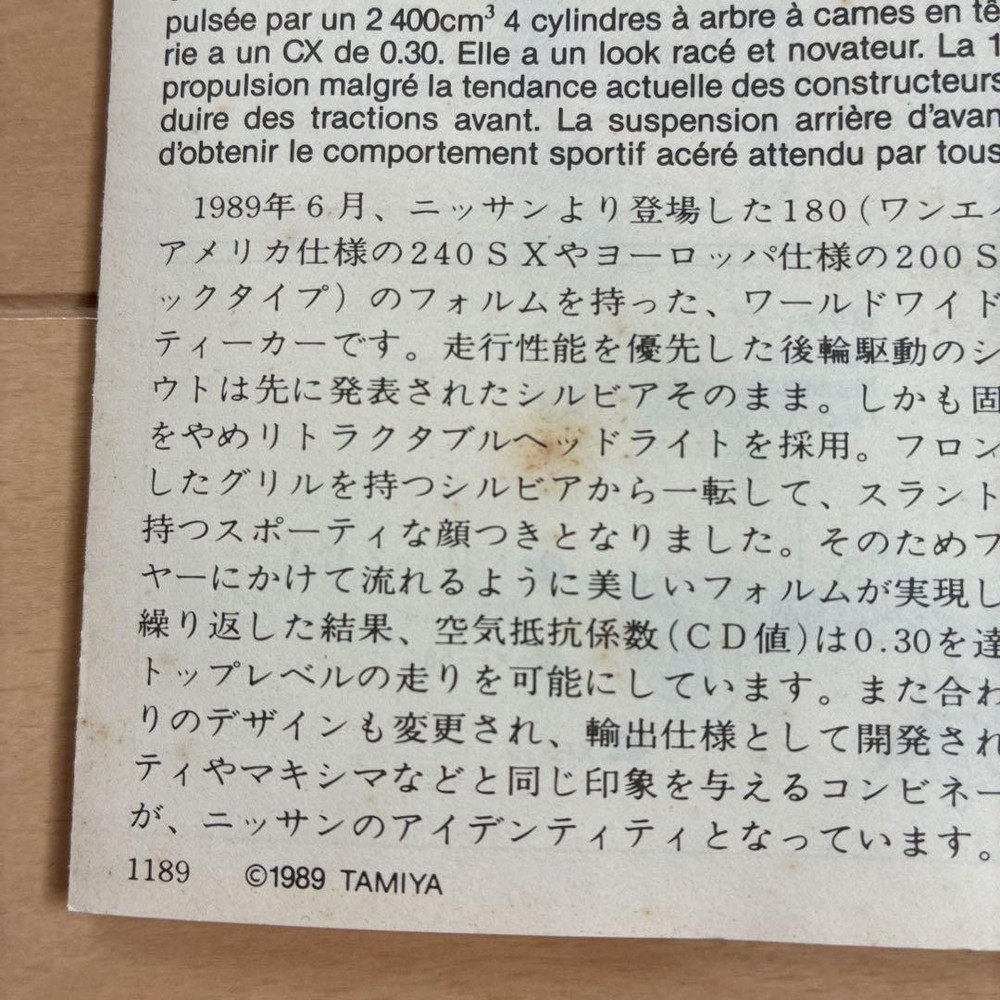 pulsée par un 2 400cm³ 4 cylindres à arbre à cames en tê
rie a un CX de 0.30. Elle a un look racé et novateur. La 1
propulsion malgré la tendance actuelle des constructeurs
duire des tractions avant. La suspension arrière d'avan
d'obtenir le comportement sportif acéré attendu par tous
1989年6月、ニッサンより登場した180(ワンエイ
アメリカ仕様の240SXやヨーロッパ仕様の200S
ックタイプ)のフォルムを持った、ワールドワイド
ティーカーです。走行性能を優先した後輪駆動のシ
ウトは先に発表されたシルビアそのまま。しかも固
をやめリトラクタブルヘッドライトを採用。フロン
したグリルを持つシルビアから一転して、スラント
持つスポーティな顔つきとなりました。そのためフ
ヤーにかけて流れるように美しいフォルムが実現し
繰り返した結果、空気抵抗係数(CD値)は0.30を達
トップレベルの走りを可能にしています。また合わ
りのデザインも変更され、輸出仕様として開発され
ティやマキシマなどと同じ印象を与えるコンビネー
が、ニッサンのアイデンティティとなっています。
1189 ©1989 TAMIYA